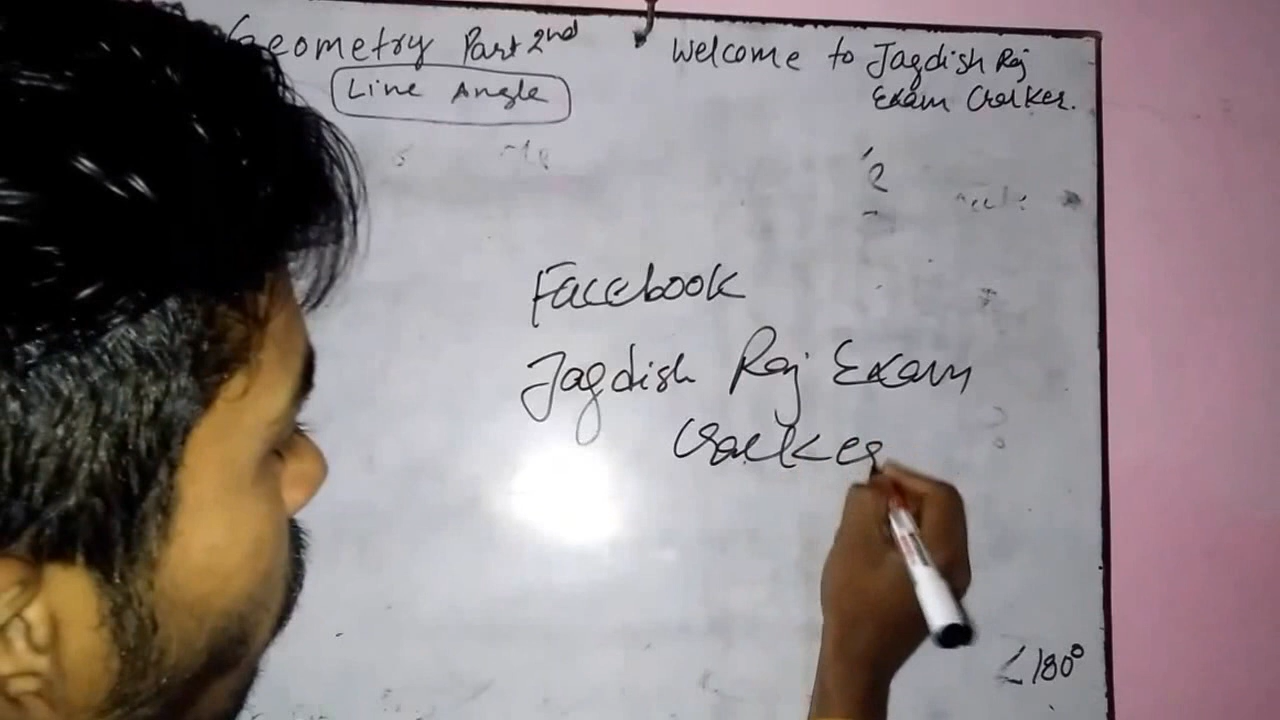 Geometry Part 2nd
Line Angle
Welcome to Jagdish Raj
Exam Cracker.
Facebook
Jagdish Raj Exam
Cracker
<180°